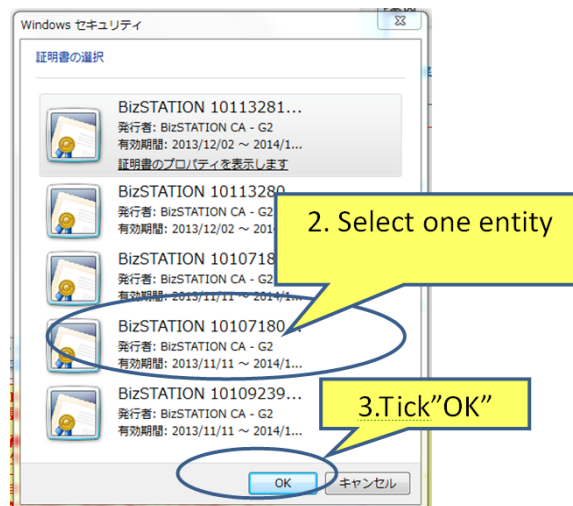 Windows セキュリティ
証明書の選択
BizSTATION 10113281...
発行者: BizSTATION CA - G2
有効期間: 2013/12/02 ～ 2014/1...
証明書のプロパティを表示します
BizSTATION 10113280
発行者: BizSTATION CA - G2
有効期間: 2013/12/02 ～ 201
2. Select one entity
BizSTATION 1010718
発行者: BizSTATION CA - G2
有効期間: 2013/11/11 ～ 2014/1...
BizSTATION 10107180...
発行者: BizSTATION CA - G2
有効期間: 2013/11/11 ～ 2014/1...
BizSTATION 10109239...
発行者: BizSTATION CA - G2
有効期間: 2013/11/11 ～ 2014/1...
3.Tick”OK”
OK
キャンセル